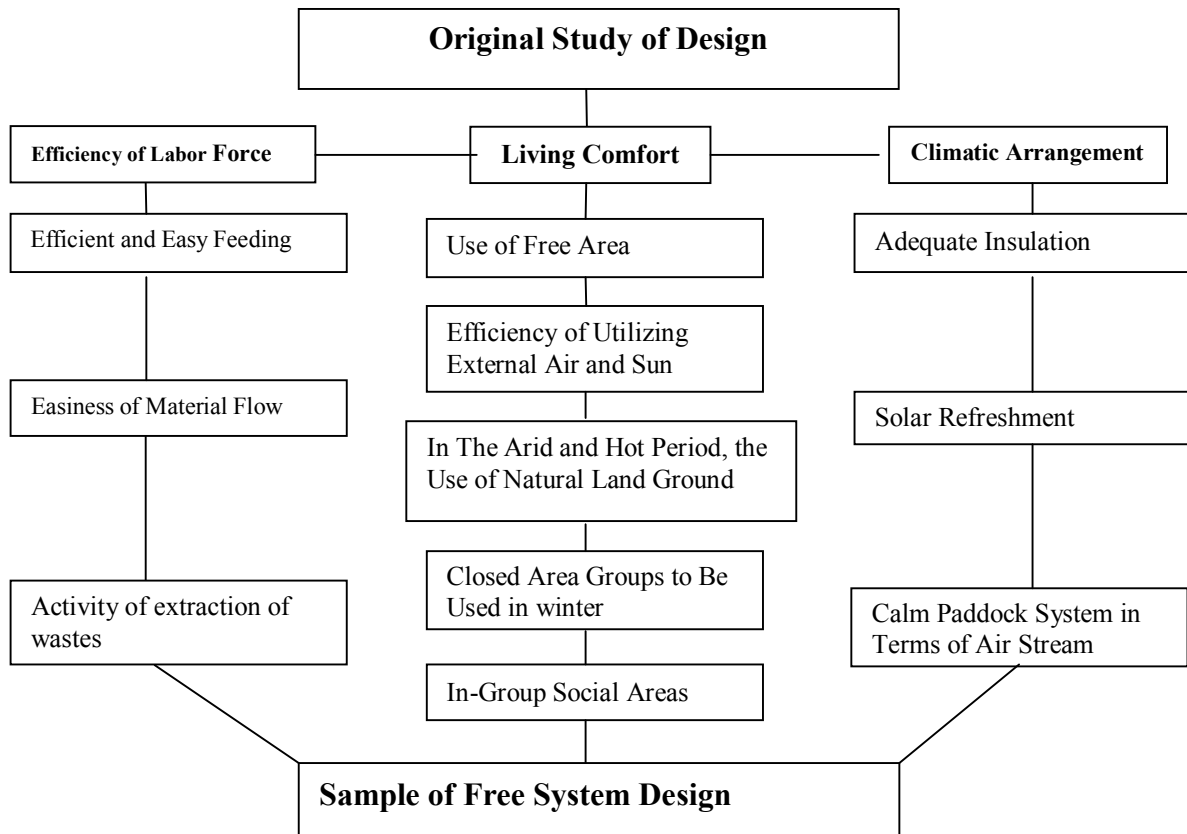 Original Study of Design
Efficiency of Labor Force
Living Comfort
Climatic Arrangement
Efficient and Easy Feeding
Easiness of Material Flow
Activity of extraction of
wastes
Use of Free Area
Efficiency of Utilizing
External Air and Sun
In The Arid and Hot Period, the
Use of Natural Land Ground
Closed Area Groups to Be
Used in winter
In-Group Social Areas
Adequate Insulation
Solar Refreshment
Calm Paddock System in
Terms of Air Stream
Sample of Free System Design